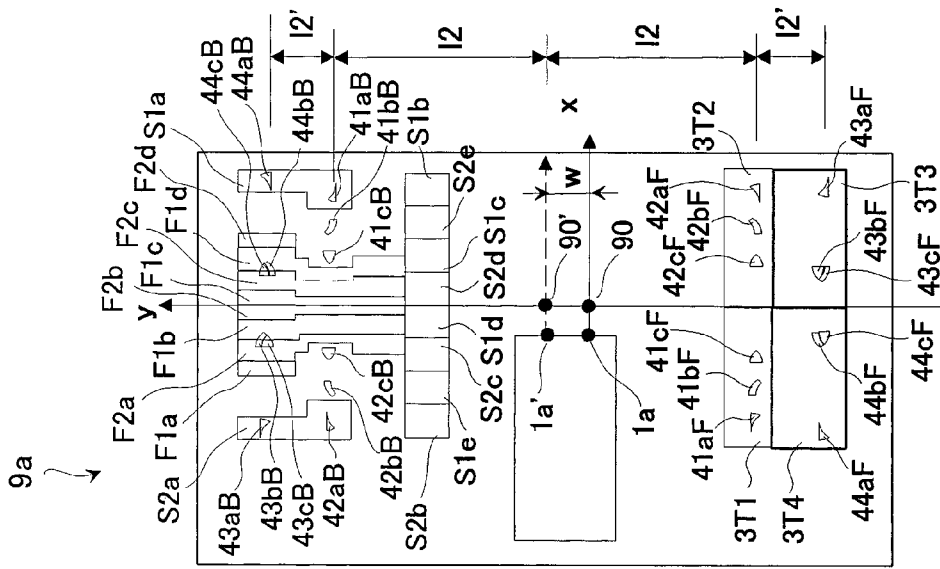 9a
S2a
F1a
F2a
F1b
F2b
F1c
F2c
F1d
F2d
S1a
44cB
44aB
44bB
y
l2'
l2
l2
l2'
43aB
43bB
43cB
42aB
42bB
42cB
41cB
41aB
41bB
S1b
S2b
S1e
S2c
S1d
S2d
S1c
S2e
x
w
1a'
1a
90'
90
3T1
3T4
41aF
41bF
41cF
42cF
42bF
42aF
3T2
44aF
44bF
44cF
43cF
43bF
43aF
3T3